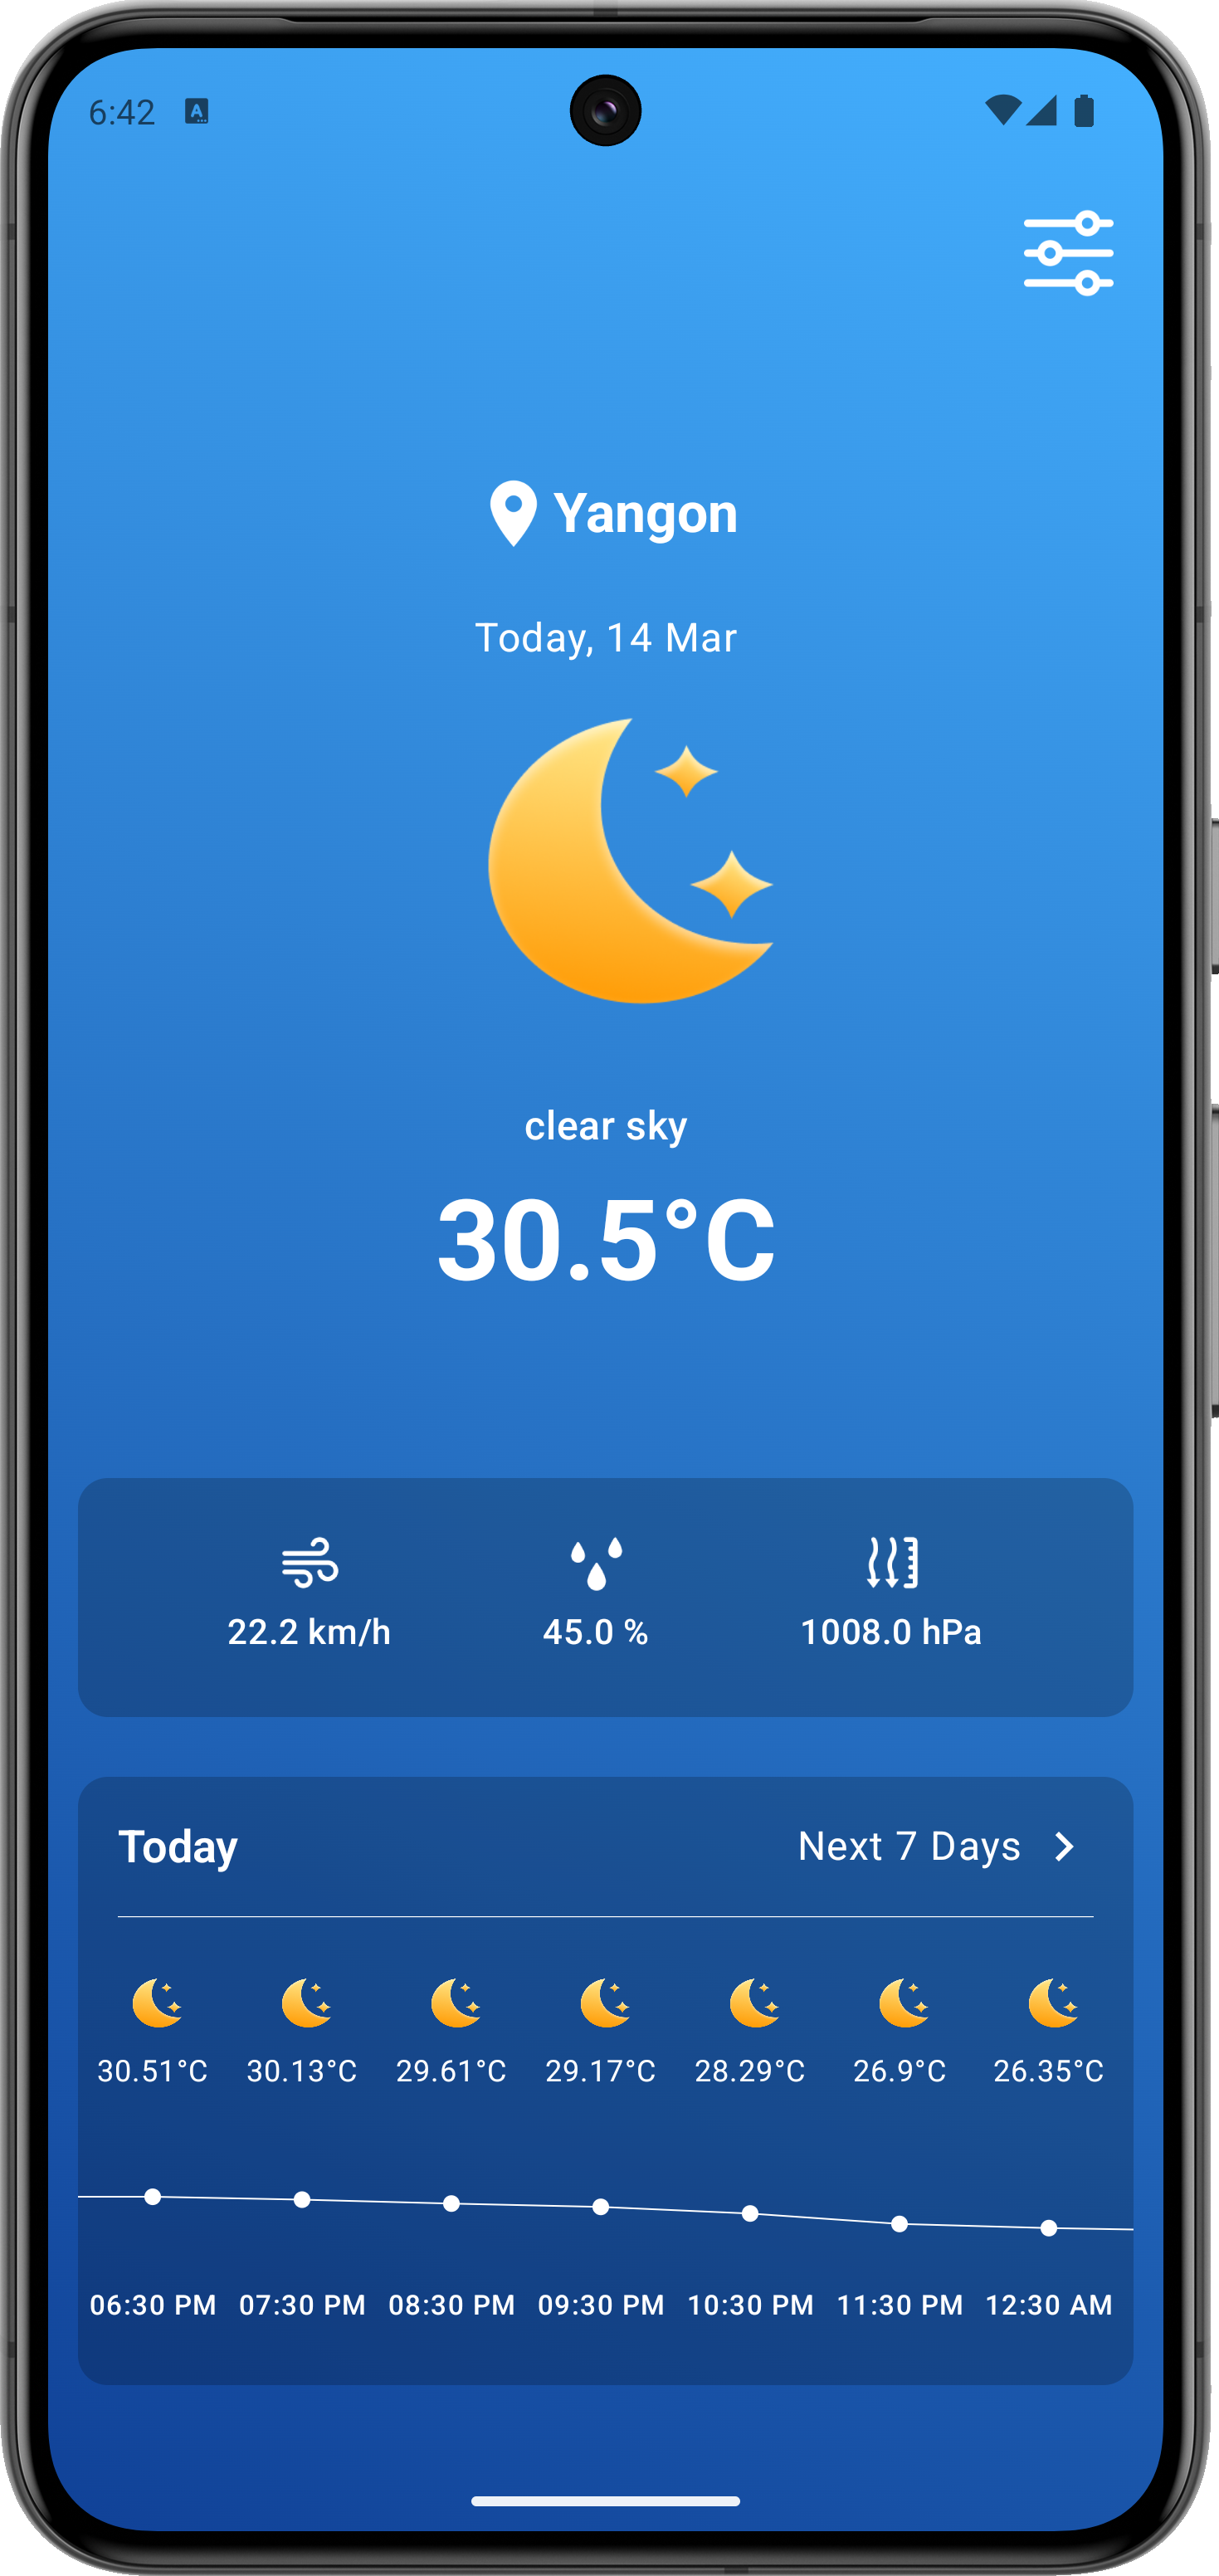 6:42 A
Yangon
Today, 14 Mar
clear sky
30.5°C
22.2 km/h 45.0 % 1008.0 hPa
Today Next 7 Days
30.51°C 30.13°C 29.61°C 29.17°C 28.29°C 26.9°C 26.35°C
06:30 PM 07:30 PM 08:30 PM 09:30 PM 10:30 PM 11:30 PM 12:30 AM